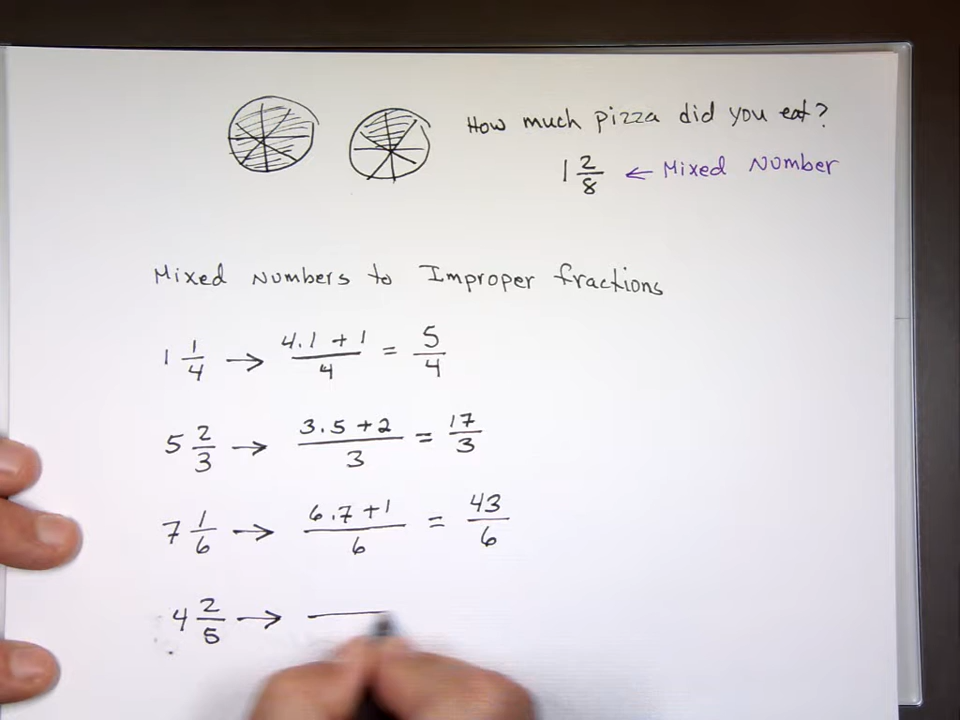 How much pizza did you eat?
1 2/8 ← Mixed Number
Mixed Numbers to Improper fractions
1 1/4 → 4.1 + 1/4 = 5/4
5 2/3 → 3.5 + 2/3 = 17/3
7 1/6 → 6.7 + 1/6 = 43/6
4 2/5 →